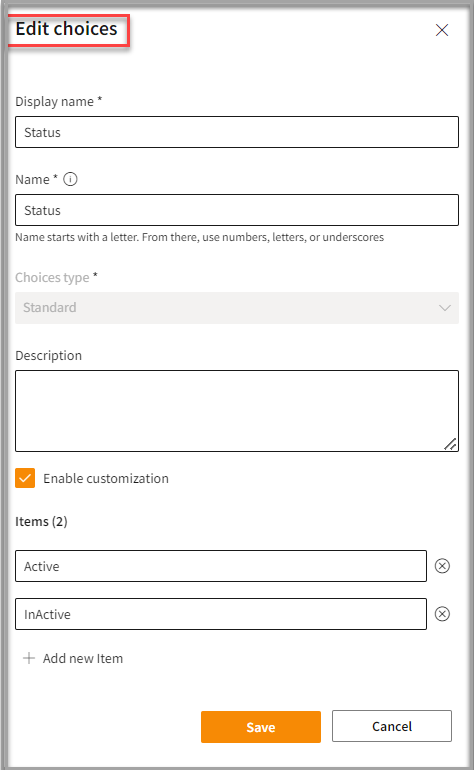 Edit choices
Display name *
Status
Name *
Status
Name starts with a letter. From there, use numbers, letters, or underscores
Choices type *
Standard
Description
Enable customization
Items (2)
Active
InActive
Add new Item
Save Cancel